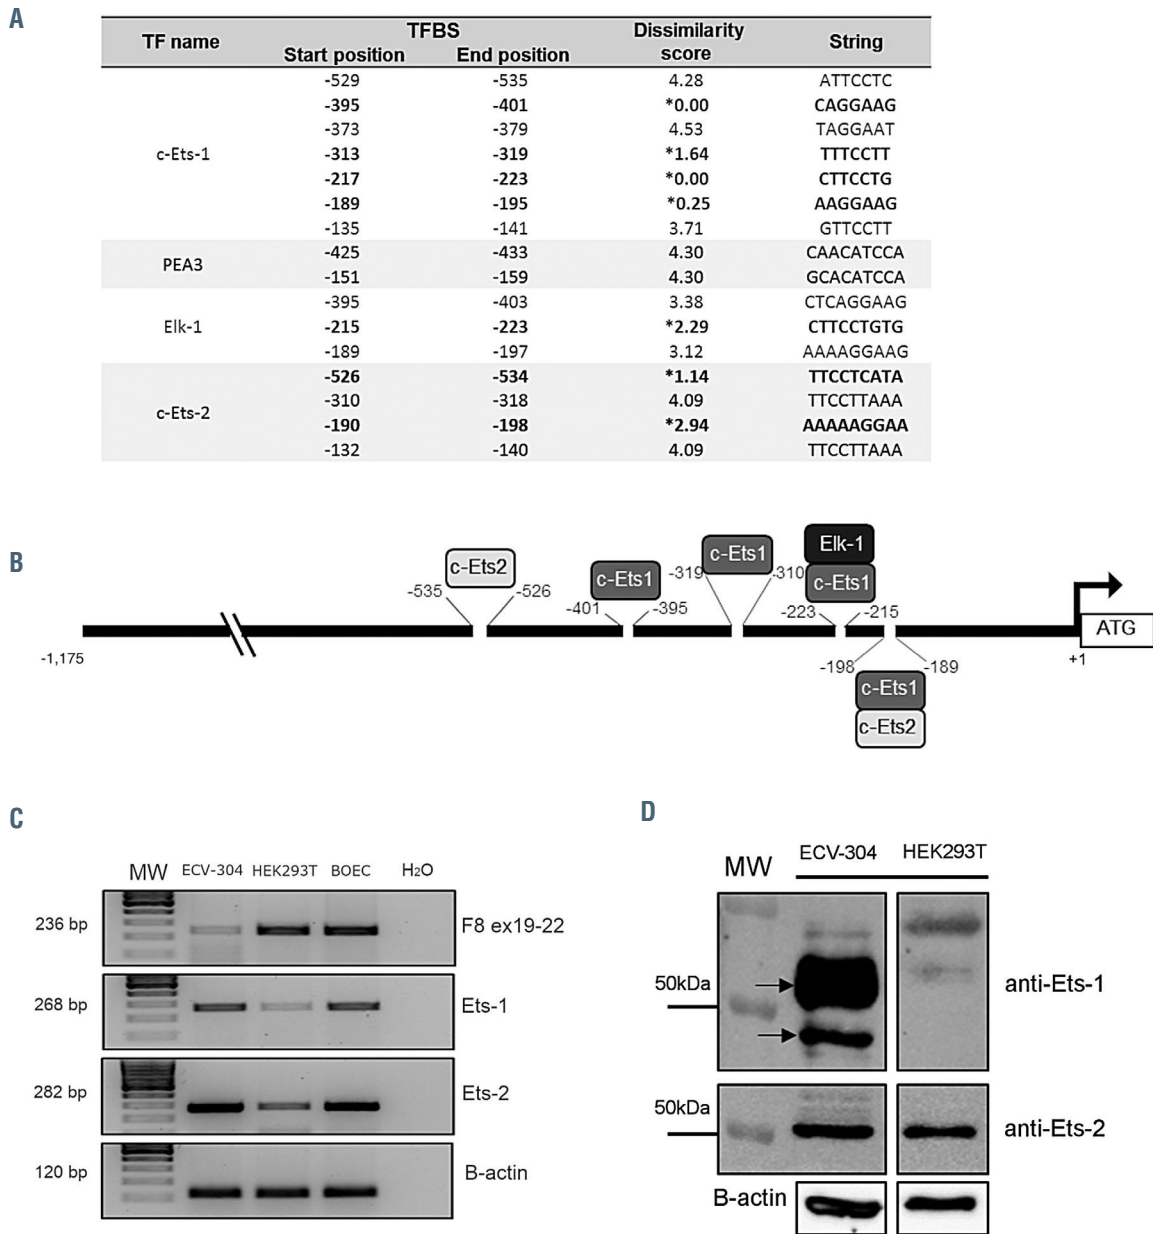 A
TF name TFBS Dissimilarity score String
Start position End position
c-Ets-1
-529 -535 4.28 ATTCCTC
-395 -401 *0.00 CAGGAAG
-373 -379 4.53 TAGGAAT
-313 -319 *1.64 TTTCCTT
-217 -223 *0.00 CTTCCTG
-189 -195 *0.25 AAGGAAG
-135 -141 3.71 GTTCCTT
PEA3
-425 -433 4.30 CAACATCCA
-151 -159 4.30 GCACATCCA
Elk-1
-395 -403 3.38 CTCAGGAAG
-215 -223 *2.29 CTTCCTGTG
-189 -197 3.12 AAAAGGAAG
c-Ets-2
-526 -534 *1.14 TTCCTCATA
-310 -318 4.09 TTCCTTAAA
-190 -198 *2.94 AAAAAGGAA
-132 -140 4.09 TTCCTTAAA
B
c-Ets2
-535 -526
c-Ets1
-401 -395
c-Ets1
-319 -310
Elk-1
c-Ets1
-223 -215
-1,175
-198 -189
c-Ets1
c-Ets2
+1
ATG
C
MW ECV-304 HEK293T BOEC H2O
236 bp F8 ex19-22
268 bp Ets-1
282 bp Ets-2
120 bp B-actin
D
MW ECV-304 HEK293T
50kDa anti-Ets-1
50kDa anti-Ets-2
B-actin